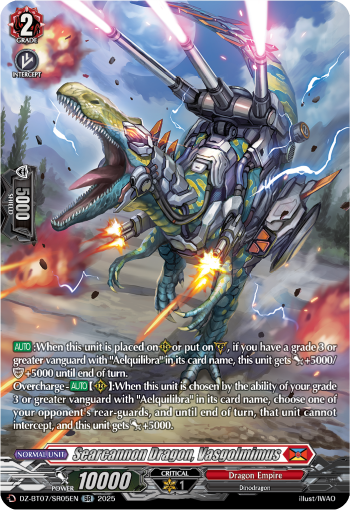 2
GRADE
INTERCEPT
SHIELD
5000
AUTO:When this unit is placed on R or put on G, if you have a grade 3 or
greater vanguard with "Aelquilibra" in its card name, this unit gets +5000/
+5000 until end of turn.
Overcharge - AUTO【R】:When this unit is chosen by the ability of your grade
3 or greater vanguard with "Aelquilibra" in its card name, choose one of
your opponent's rear-guards, and until end of turn, that unit cannot
intercept, and this unit gets +5000.
NORMAL UNIT
Searcannon Dragon, Vasgolmimus
POWER 10000
CRITICAL
1
Dragon Empire
Dinodragon
DZ-BT07/SR05EN SR 2025
illust/IWAO